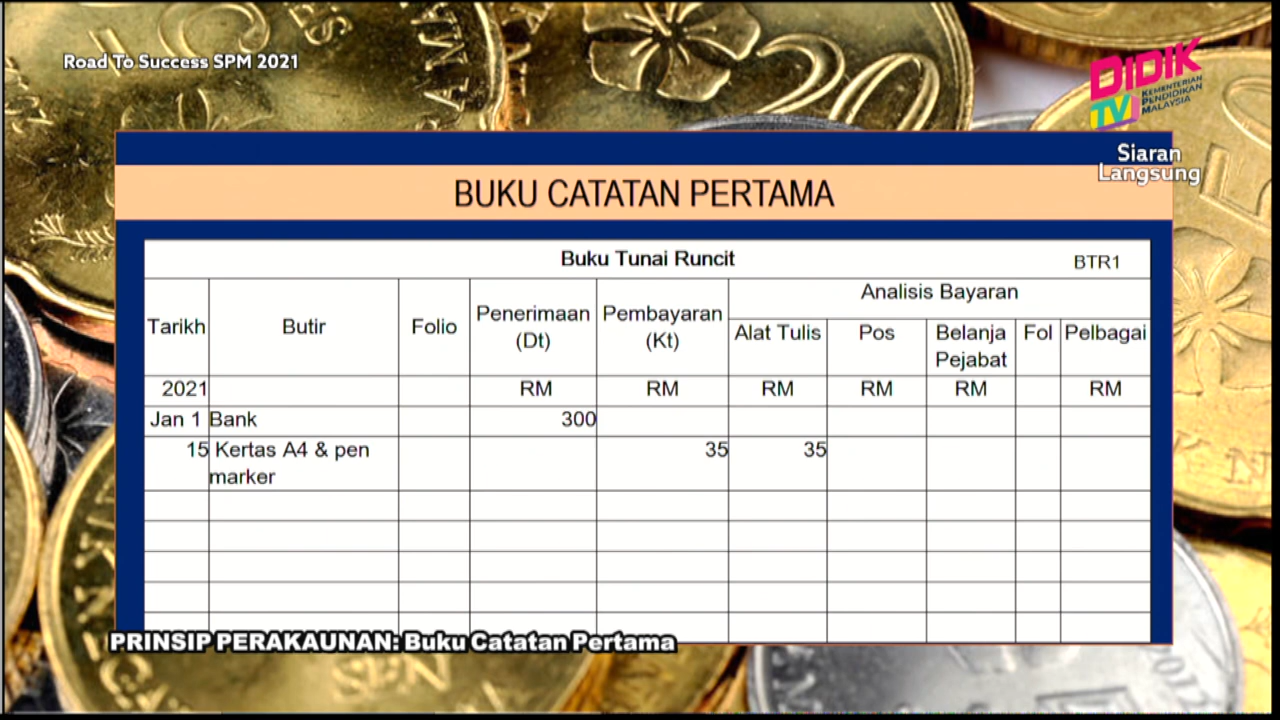 Road To Success SPM 2021
DIDIK
TV
KEMENTERIAN
PENDIDIKAN
MALAYSIA
Siaran
Langsung
BUKU CATATAN PERTAMA
Buku Tunai Runcit BTR1
Tarikh Butir Folio Penerimaan (Dt) Pembayaran (Kt) Analisis Bayaran
Alat Tulis Pos Belanja Pejabat Fol Pelbagai
2021 RM RM RM RM RM RM
Jan 1 Bank 300
15 Kertas A4 & pen 35 35
marker
PRINSIP PERAKAUNAN: Buku Catatan Pertama